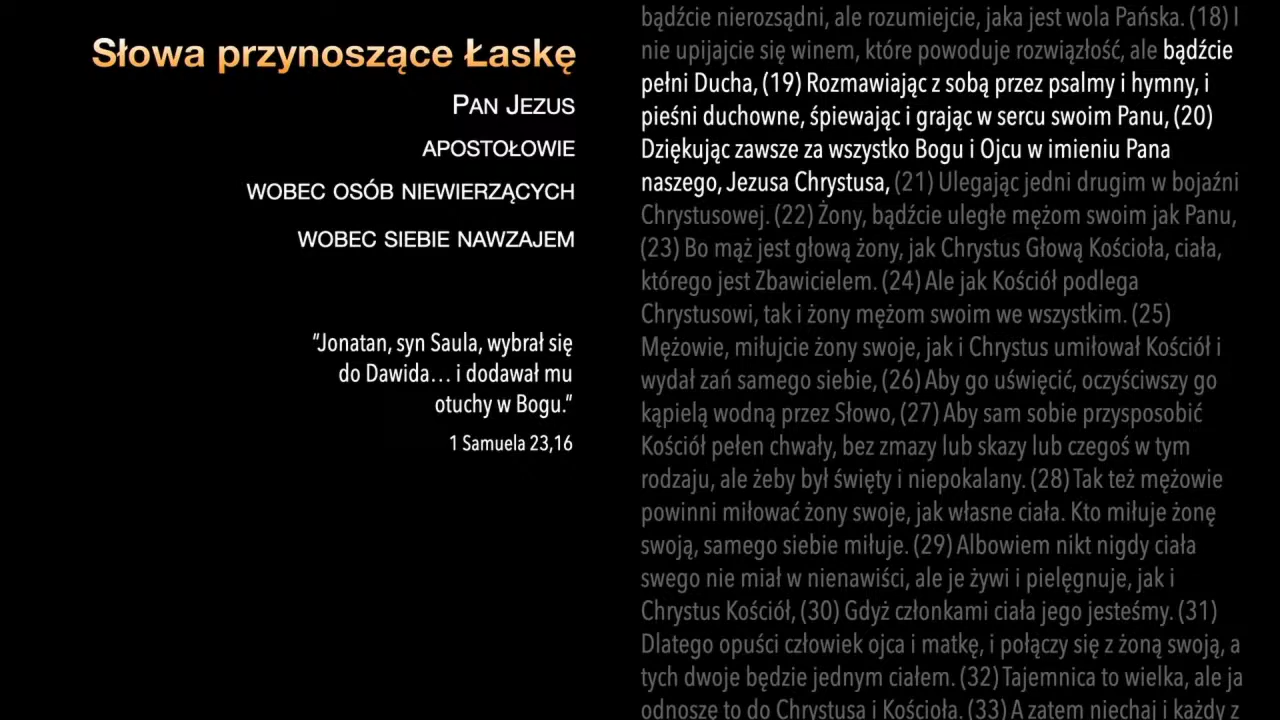 Słowa przynoszące Łaskę
Pan Jezus
apostołowie
wobec osób niewierzących
wobec siebie nawzajem
"Jonatan, syn Saula, wybrał się
do Dawida… i dodawał mu
otuchy w Bogu."
1 Samuela 23,16
bądźcie nierozsądni, ale rozumiejcie, jaka jest wola Pańska. (18) I
nie upijajcie się winem, które powoduje rozwiązłość, ale bądźcie
pełni Ducha, (19) Rozmawiając z sobą przez psalmy i hymny, i
pieśni duchowne, śpiewając i grając w sercu swoim Panu, (20)
Dziękując zawsze za wszystko Bogu i Ojcu w imieniu Pana
naszego, Jezusa Chrystusa, (21) Ulegając jedni drugim w bojaźni
Chrystusowej. (22) Żony, bądźcie uległe mężom swoim jak Panu,
(23) Bo mąż jest głową żony, jak Chrystus Głową Kościoła, ciała,
którego jest Zbawicielem. (24) Ale jak Kościół podlega
Chrystusowi, tak i żony mężom swoim we wszystkim. (25)
Mężowie, miłujcie żony swoje, jak i Chrystus umiłował Kościół i
wydał zań samego siebie, (26) Aby go uświęcić, oczyściwszy go
kąpielą wodną przez Słowo, (27) Aby sam sobie przysposobić
Kościół pełen chwały, bez zmazy lub skazy lub czegoś w tym
rodzaju, ale żeby był święty i niepokalany. (28) Tak też mężowie
powinni miłować żony swoje, jak własne ciała. Kto miłuje żonę
swoją, samego siebie miłuje. (29) Albowiem nikt nigdy ciała
swego nie miał w nienawiści, ale je żywi i pielęgnuje, jak i
Chrystus Kościół, (30) Gdyż członkami ciała jego jesteśmy. (31)
Dlatego opuści człowiek ojca i matkę, i połączy się z żoną swoją, a
tych dwoje będzie jednym ciałem. (32) Tajemnica to wielka, ale ja
odnoszę to do Chrystusa i Kościoła. (33) A zatem niechaj i każdy z